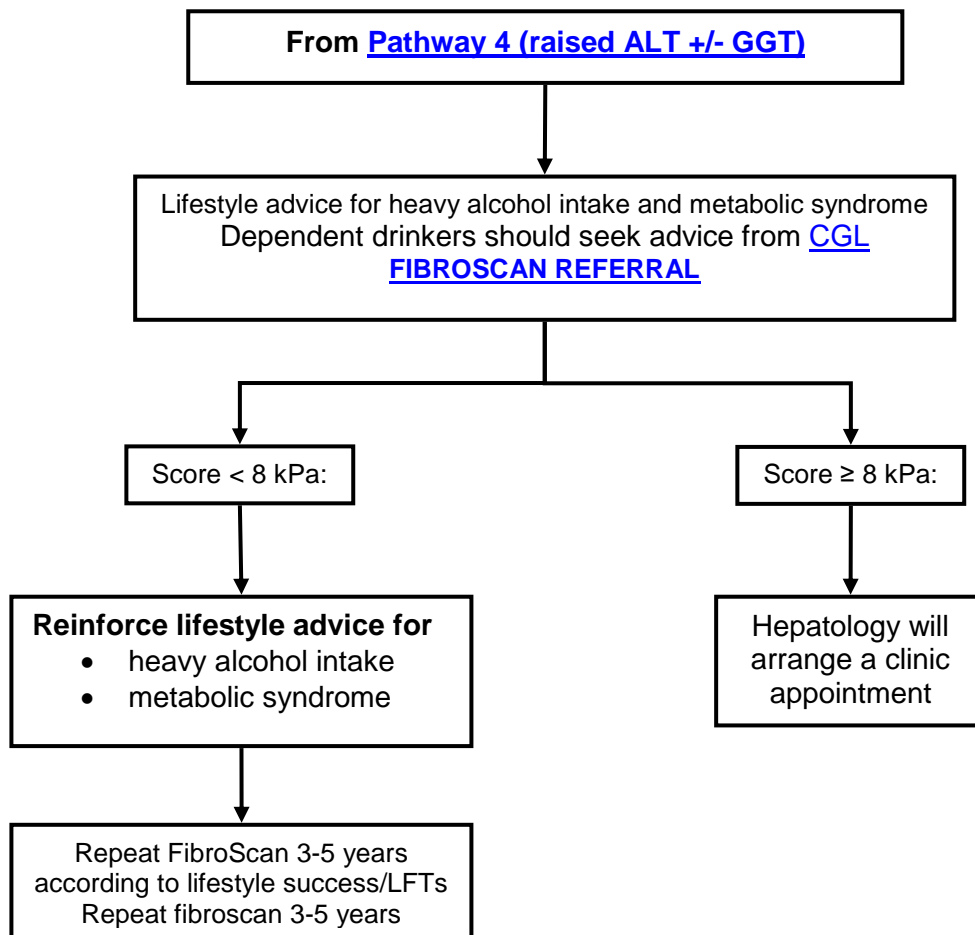 From Pathway 4 (raised ALT +/- GGT)
Lifestyle advice for heavy alcohol intake and metabolic syndrome
Dependent drinkers should seek advice from CGL
FIBROSCAN REFERRAL
Score < 8 kPa:
Score ≥ 8 kPa:
Reinforce lifestyle advice for
• heavy alcohol intake
• metabolic syndrome
Hepatology will
arrange a clinic
appointment
Repeat FibroScan 3-5 years
according to lifestyle success/LFTs
Repeat fibroscan 3-5 years